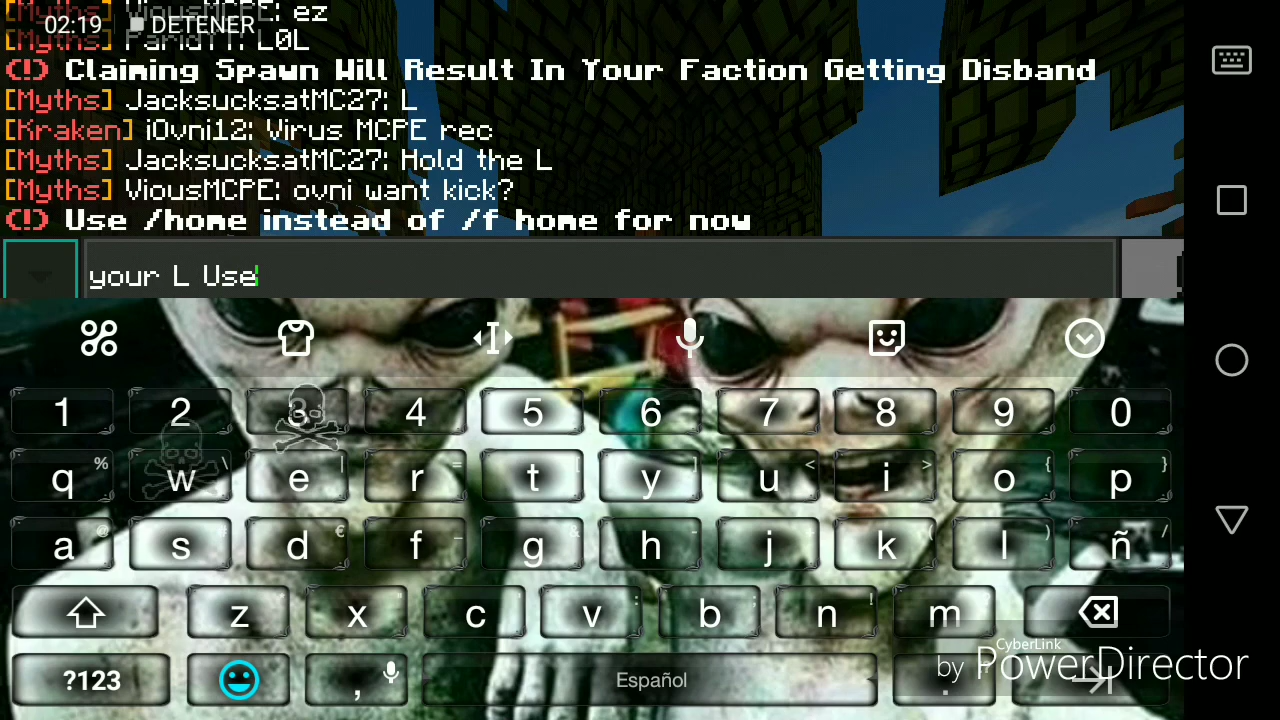 [Myths] ViousMCPE: ez
02:19 DETENER
[Myths] L0L
(!) Claiming Spawn Will Result In Your Faction Getting Disband
[Myths] JacksucksatMC27: L
[Kraken] iOvni12: Virus MCPE rec
[Myths] JacksucksatMC27: Hold the L
[Myths] ViousMCPE: ovni want kick?
(!) Use /home instead of /f home for now
your L Use
1 2 3 4 5 6 7 8 9 0
q % w \ e | r = t [ y ] u < i > o { p }
a @ s d € f _ g & h - j k ( l ) ñ /
z x c v : b ; n ! m
?123 , Español .
CyberLink
by PowerDirector